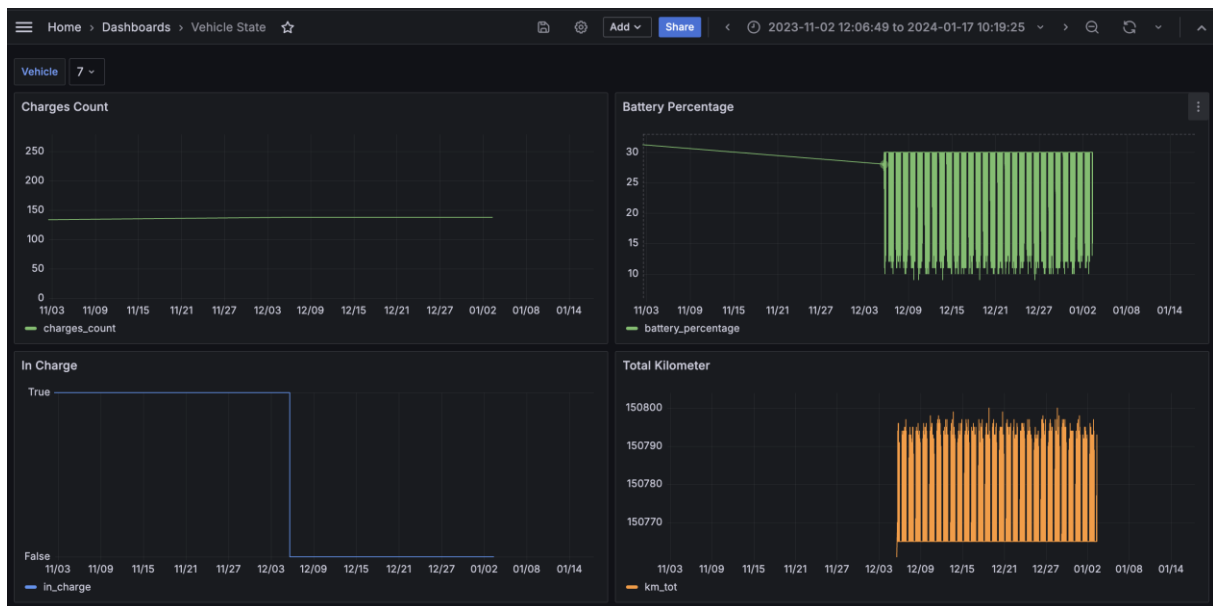 Home › Dashboards › Vehicle State
Add Share 2023-11-02 12:06:49 to 2024-01-17 10:19:25
Vehicle 7
Charges Count
250
200
150
100
50
0
11/03 11/09 11/15 11/21 11/27 12/03 12/09 12/15 12/21 12/27 01/02 01/08 01/14
charges_count
Battery Percentage
30
25
20
15
10
11/03 11/09 11/15 11/21 11/27 12/03 12/09 12/15 12/21 12/27 01/02 01/08 01/14
battery_percentage
In Charge
True
False
11/03 11/09 11/15 11/21 11/27 12/03 12/09 12/15 12/21 12/27 01/02 01/08 01/14
in_charge
Total Kilometer
150800
150790
150780
150770
11/03 11/09 11/15 11/21 11/27 12/03 12/09 12/15 12/21 12/27 01/02 01/08 01/14
km_tot